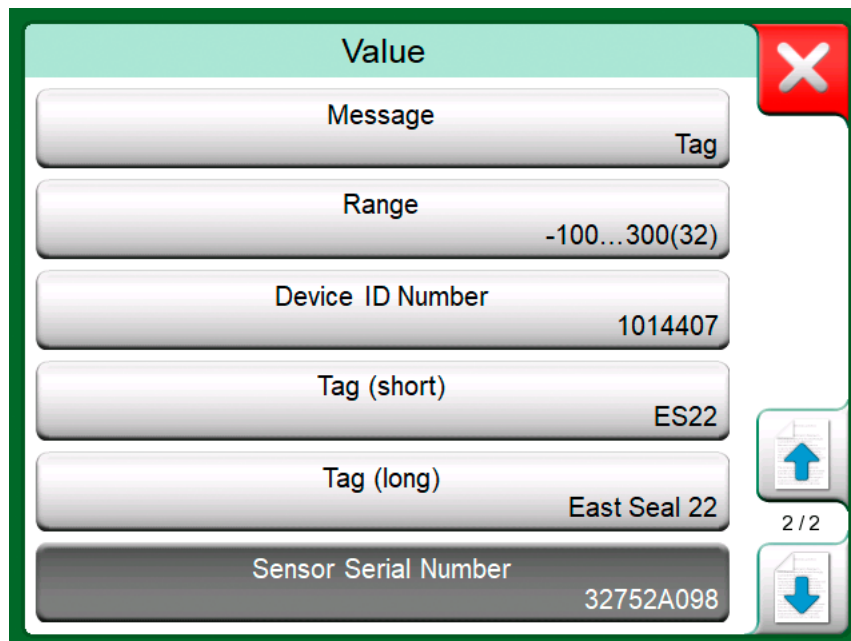 Value
Message
Tag
Range
-100...300(32)
Device ID Number
1014407
Tag (short)
ES22
Tag (long)
East Seal 22
2/2
Sensor Serial Number
32752A098